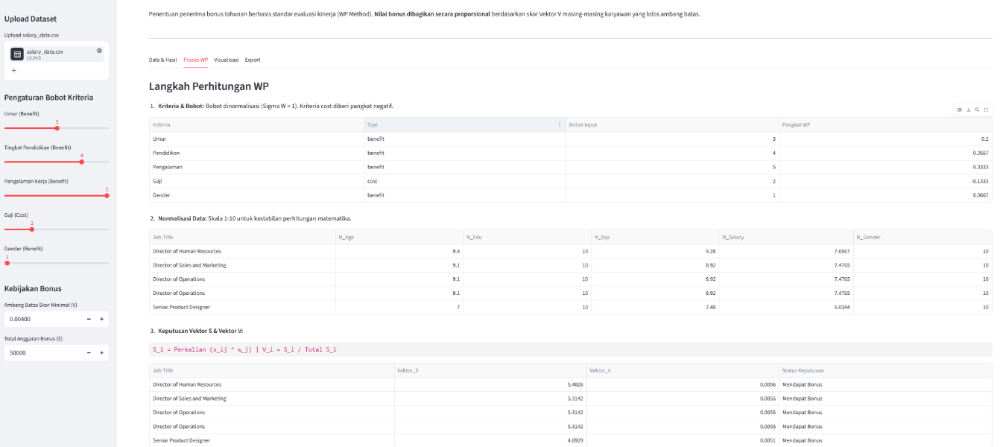 Upload Dataset
Upload salary_data.csv
salary_data.csv
18.9KB
Pengaturan Bobot Kriteria
Umur (Benefit)
3
Tingkat Pendidikan (Benefit)
4
Pengalaman Kerja (Benefit)
5
Gaji (Cost)
2
Gender (Benefit)
1
Kebijakan Bonus
Ambang Batas Skor Minimal (V)
0.00400
Total Anggaran Bonus ($)
50000
Penentuan penerima bonus tahunan berbasis standar evaluasi kinerja (WP Method). Nilai bonus dibagikan secara proporsional berdasarkan skor Vektor V masing-masing karyawan yang lolos ambang batas.
Data & Hasil Proses WP Visualisasi Export
Langkah Perhitungan WP
1. Kriteria & Bobot: Bobot dinormalisasi (Sigma W = 1). Kriteria cost diberi pangkat negatif.
Kriteria Tipe Bobot Input Pangkat WP
Umur benefit 3 0.2
Pendidikan benefit 4 0.2667
Pengalaman benefit 5 0.3333
Gaji cost 2 -0.1333
Gender benefit 1 0.0667
2. Normalisasi Data: Skala 1-10 untuk kestabilan perhitungan matematika.
Job Title N_Age N_Edu N_Exp N_Salary N_Gender
Director of Human Resources 9.4 10 9.28 7.6567 10
Director of Sales and Marketing 9.1 10 8.92 7.4765 10
Director of Operations 9.1 10 8.92 7.4765 10
Director of Operations 9.1 10 8.92 7.4765 10
Senior Product Designer 7 10 7.48 6.0344 10
3. Keputusan Vektor S & Vektor V:
S_i = Perkalian (x_ij ^ w_j) | V_i = S_i / Total S_i
Job Title Vektor_S Vektor_V Status Keputusan
Director of Human Resources 5.4026 0.0056 Mendapat Bonus
Director of Sales and Marketing 5.3142 0.0055 Mendapat Bonus
Director of Operations 5.3142 0.0055 Mendapat Bonus
Director of Operations 5.3142 0.0055 Mendapat Bonus
Senior Product Designer 4.8929 0.0051 Mendapat Bonus